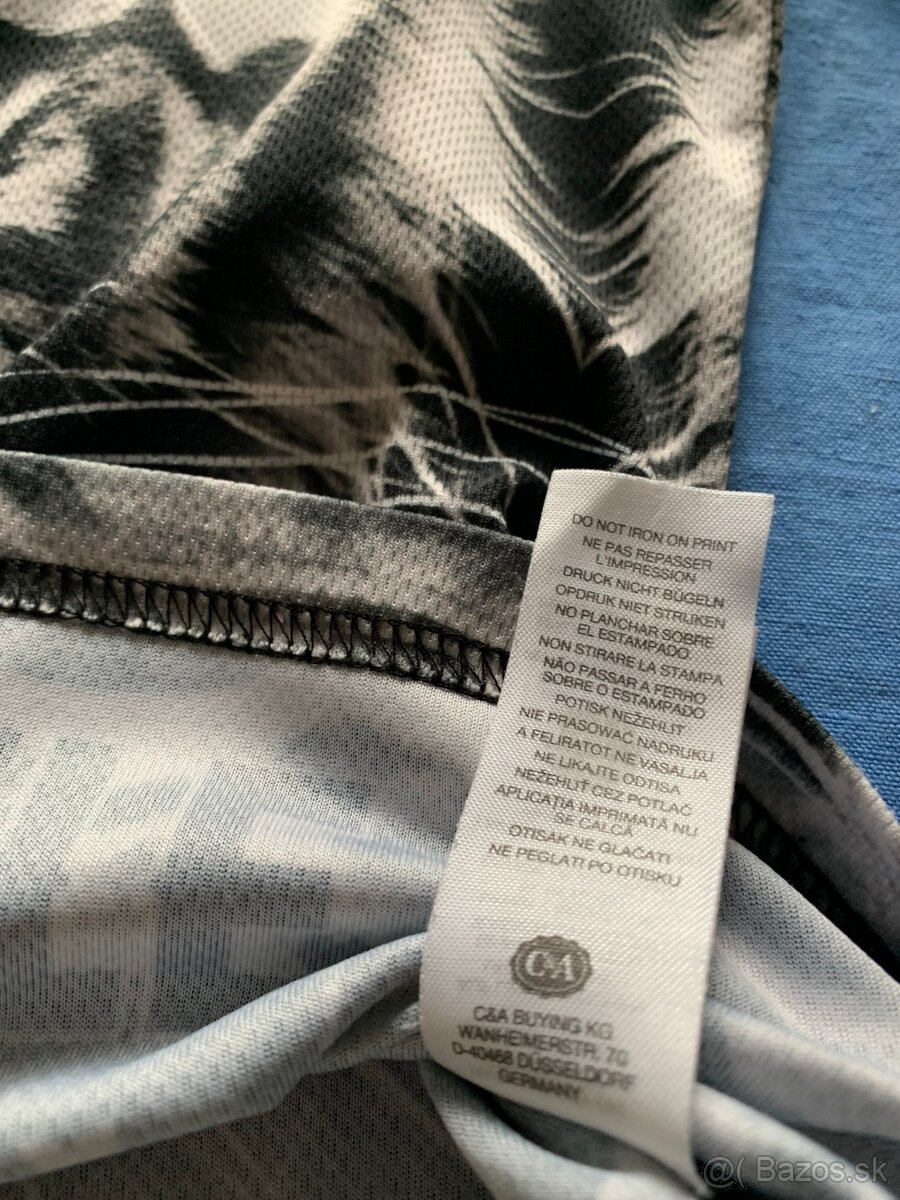 DO NOT IRON ON PRINT
NE PAS REPASSER
L'IMPRESSION
DRUCK NICHT BÜGELN
OPDRUK NIET STRIJKEN
NO PLANCHAR SOBRE
EL ESTAMPADO
NON STIRARE LA STAMPA
NÃO PASSAR A FERRO
SOBRE O ESTAMPADO
POTISK NEŽEHLIT
NIE PRASOWAĆ NADRUKU
A FELIRATOT NE VASALJA
NE LIKAJTE ODTISA
NEŽEHLIŤ CEZ POTLAČ
APLICAȚIA IMPRIMATĂ NU
SE CALCĂ
OTISAK NE GLAČATI
NE PEGLATI PO OTISKU
C&A
C&A BUYING KG
WANHEIMERSTR. 70
D-40468 DÜSSELDORF
GERMANY
@( Bazos.sk